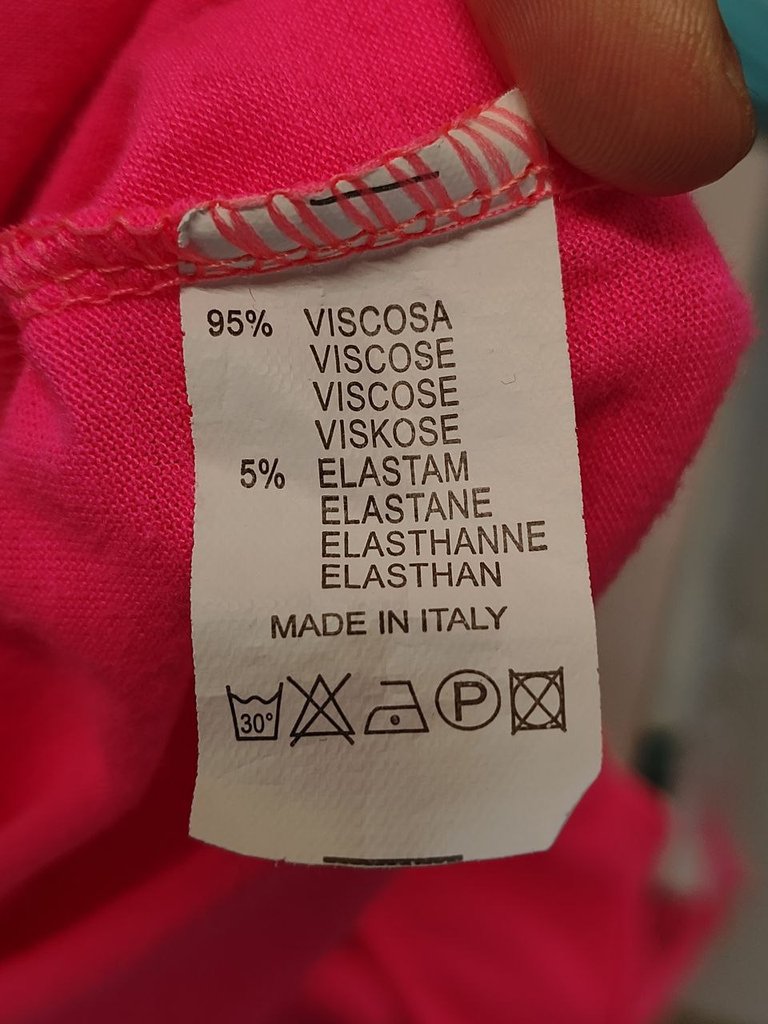 95% VISCOSA
VISCOSE
VISCOSE
VISKOSE
5% ELASTAM
ELASTANE
ELASTHANNE
ELASTHAN
MADE IN ITALY
30° P